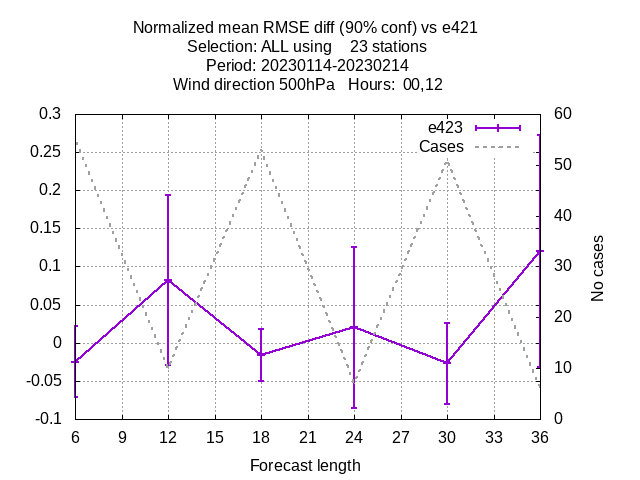 Normalized mean RMSE diff (90% conf) vs e421
Selection: ALL using    23 stations
Period: 20230114-20230214
Wind direction 500hPa   Hours:  00,12
e423
Cases
0.3
0.25
0.2
0.15
0.1
0.05
0
-0.05
-0.1
60
50
40
30
20
10
0
No cases
6 9 12 15 18 21 24 27 30 33 36
Forecast length